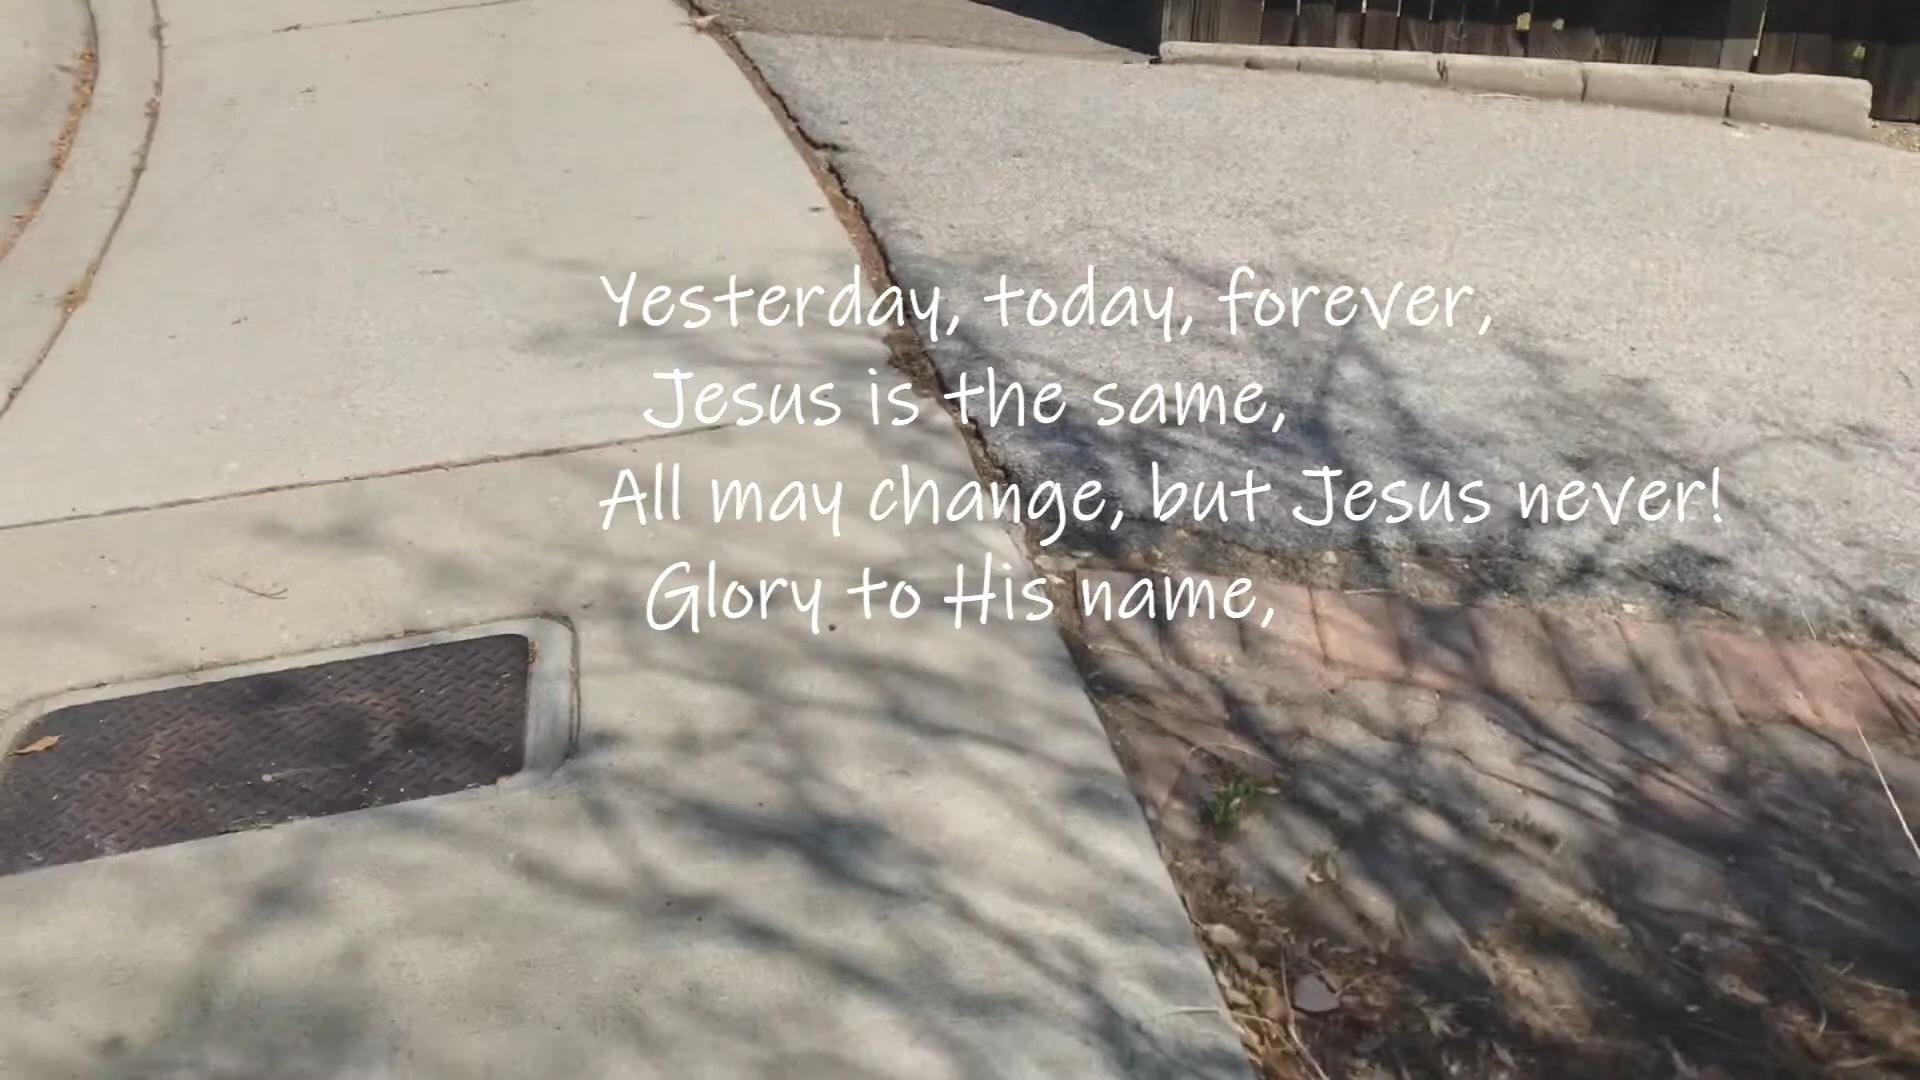 Yesterday, today, forever,
Jesus is the same,
All may change, but Jesus never!
Glory to His name,